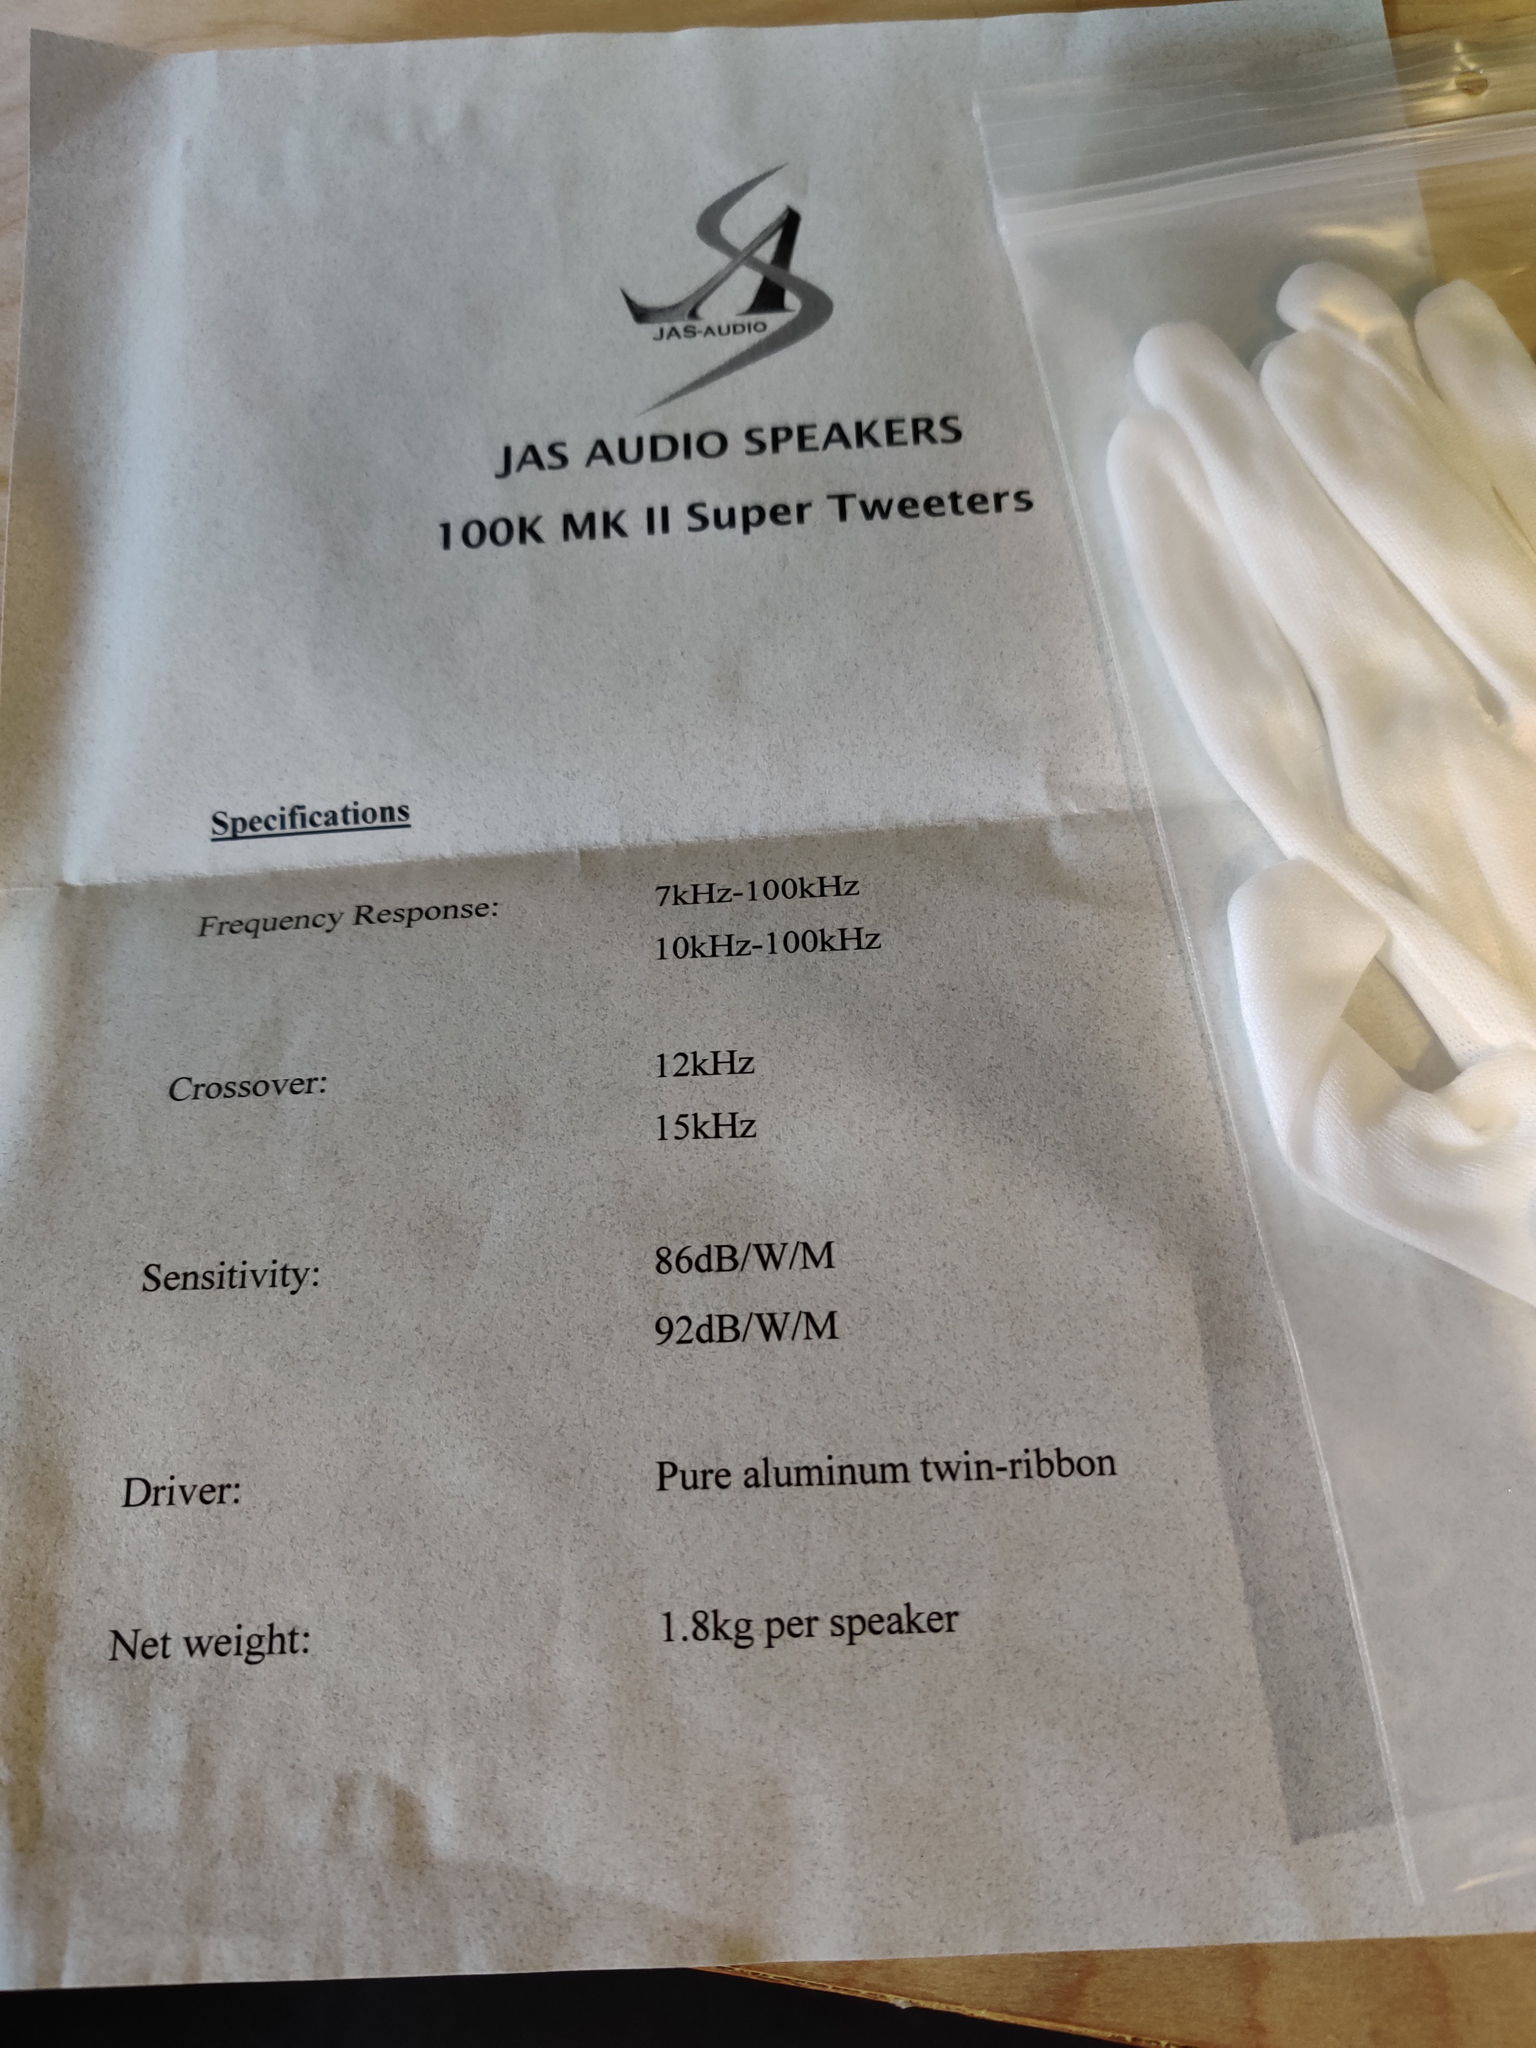 JAS-AUDIO
JAS AUDIO SPEAKERS
100K MK II Super Tweeters
Specifications
Frequency Response: 7kHz-100kHz
10kHz-100kHz
Crossover: 12kHz
15kHz
Sensitivity: 86dB/W/M
92dB/W/M
Driver: Pure aluminum twin-ribbon
Net weight: 1.8kg per speaker